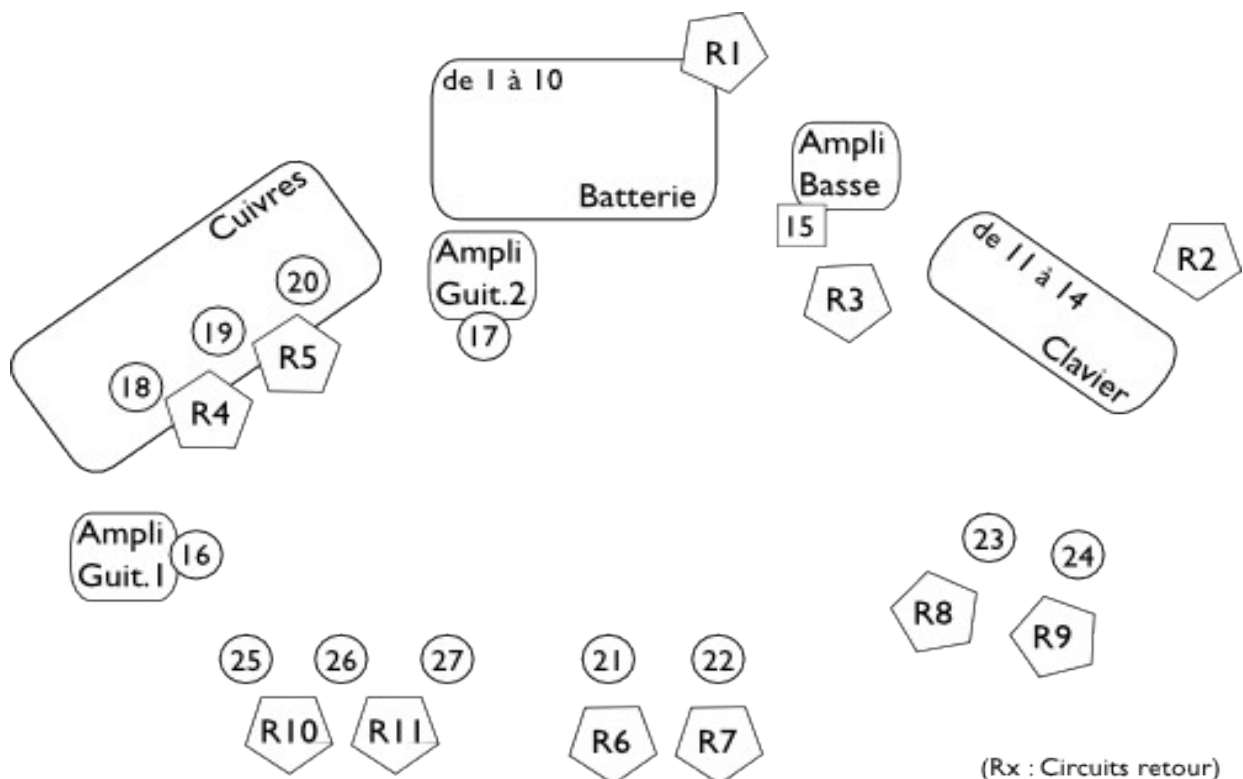 R1
de 1 à 10
Batterie
Ampli
Basse
15
Cuivres
de 11 à 14
Clavier
R2
R3
Ampli
Guit.2
17
20
19
18
R5
R4
Ampli
Guit.1
16
23
24
R8
R9
25
26
27
21
22
R10
R11
R6
R7
(Rx : Circuits retour)